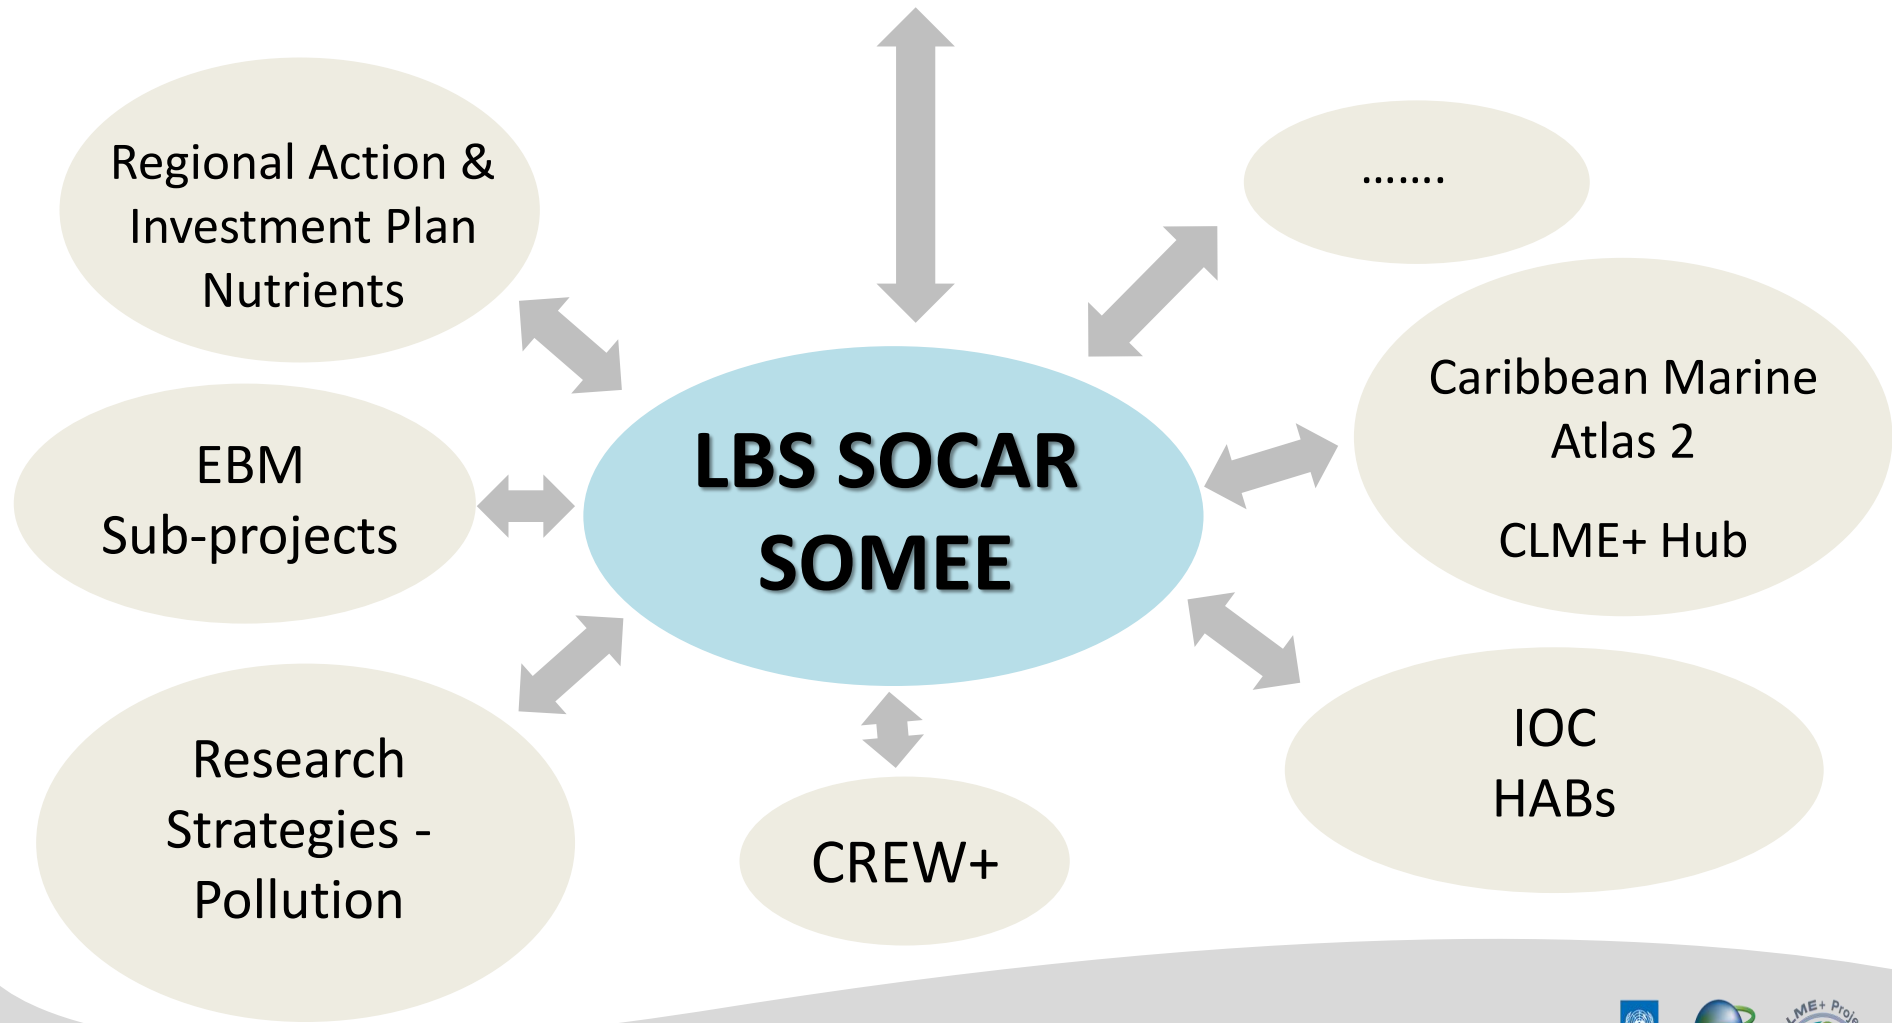 Regional Action &
Investment Plan
Nutrients
…….
EBM
Sub-projects
LBS SOCAR
SOMEE
Caribbean Marine
Atlas 2
CLME+ Hub
Research
Strategies -
Pollution
CREW+
IOC
HABs